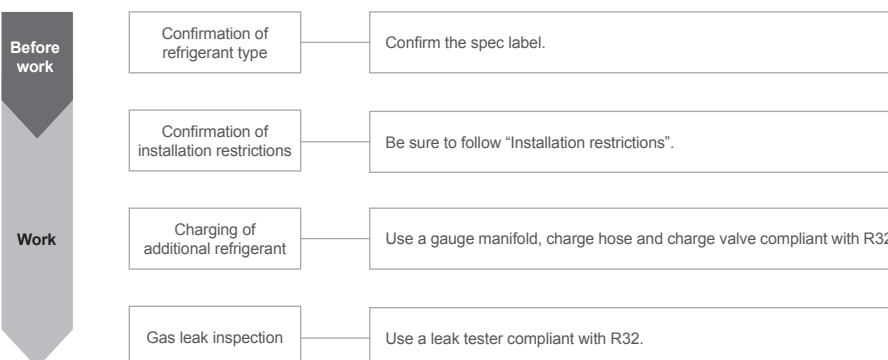 Before
work
Confirmation of
refrigerant type
Confirm the spec label.
Confirmation of
installation restrictions
Be sure to follow “Installation restrictions”.
Work
Charging of
additional refrigerant
Use a gauge manifold, charge hose and charge valve compliant with R32
Gas leak inspection
Use a leak tester compliant with R32.